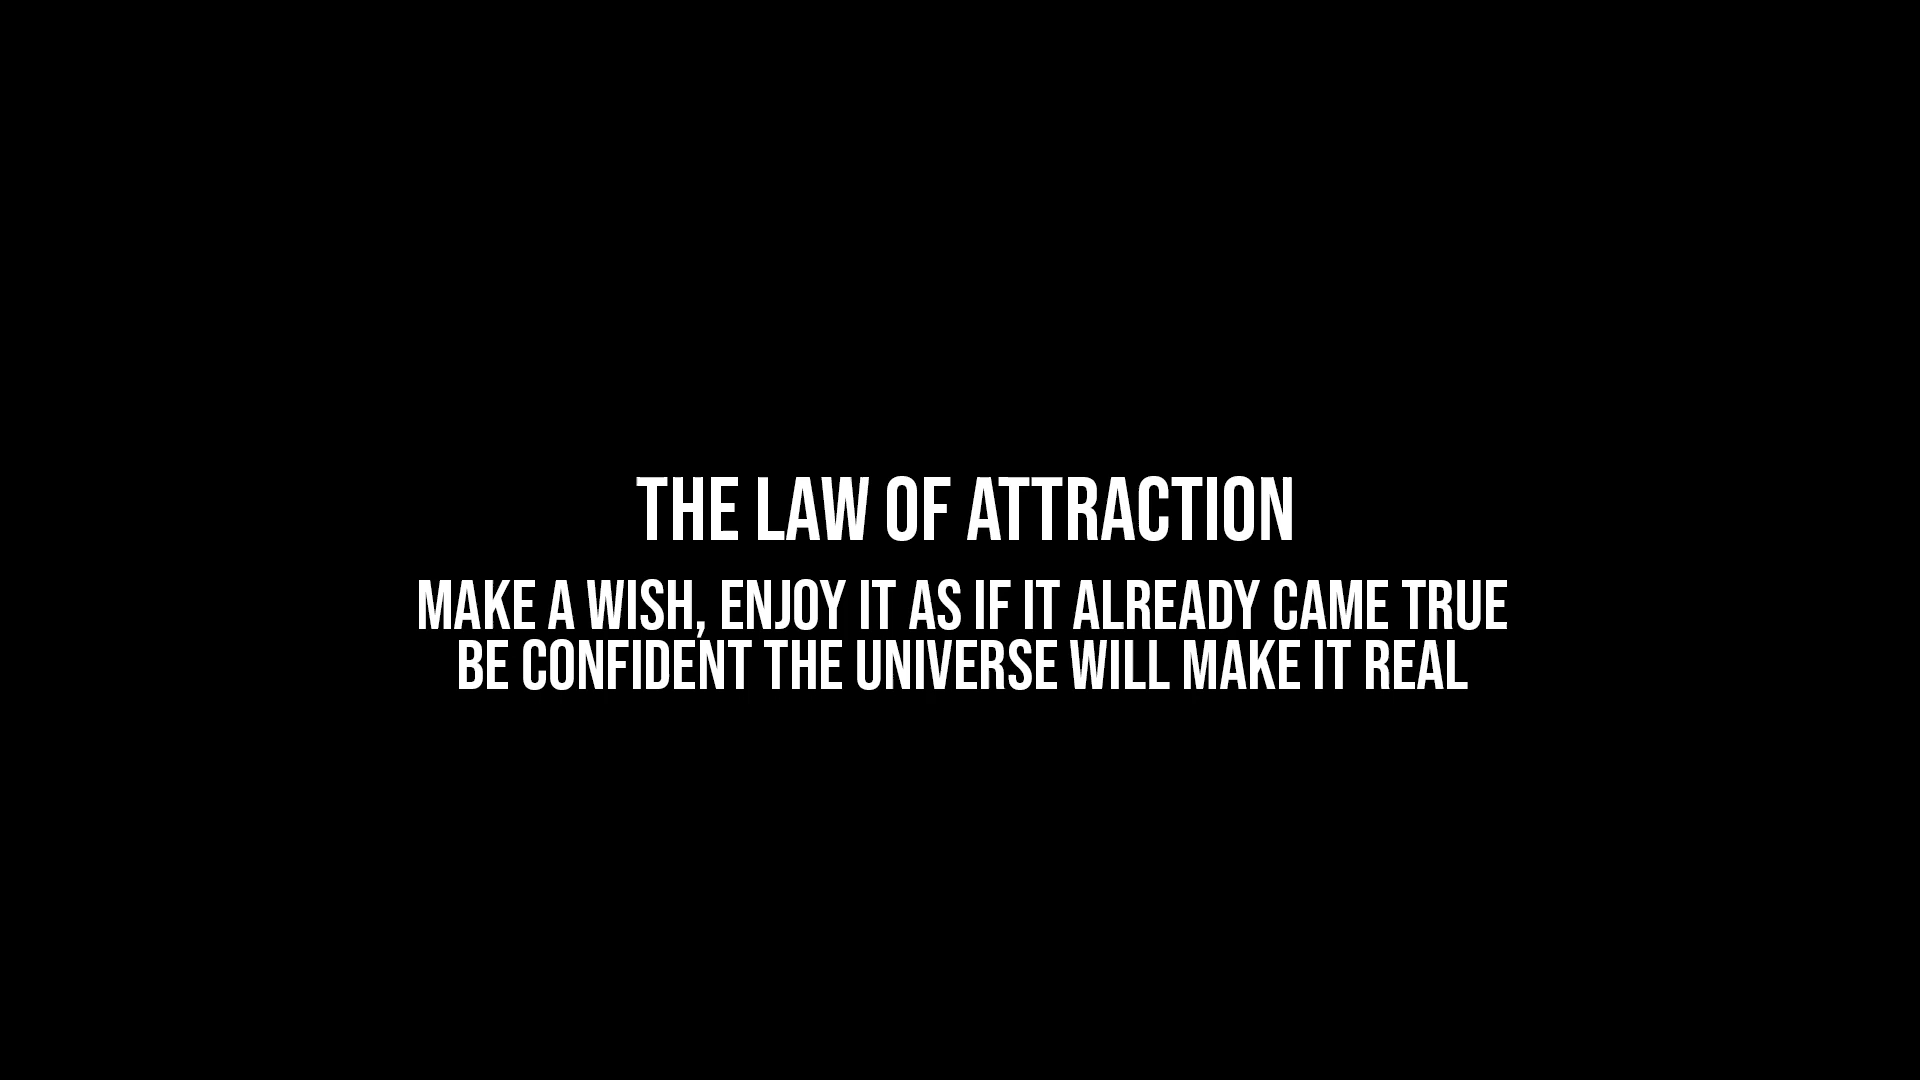 THE LAW OF ATTRACTION
MAKE A WISH, ENJOY IT AS IF IT ALREADY CAME TRUE
BE CONFIDENT THE UNIVERSE WILL MAKE IT REAL